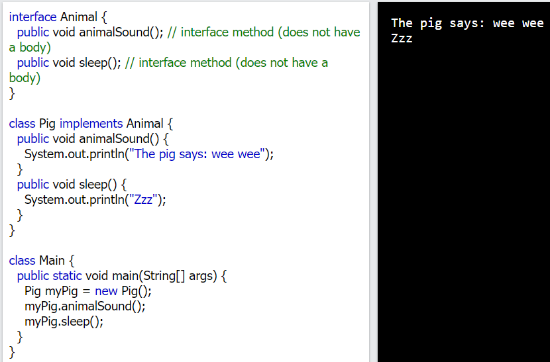 interface Animal {
public void animalSound(); // interface method (does not have
a body)
public void sleep(); // interface method (does not have a
body)
}
class Pig implements Animal {
public void animalSound() {
System.out.println("The pig says: wee wee");
}
public void sleep() {
System.out.println("Zzz");
}
}
class Main {
public static void main(String[] args) {
Pig myPig = new Pig();
myPig.animalSound();
myPig.sleep();
}
}
The pig says: wee wee
Zzz